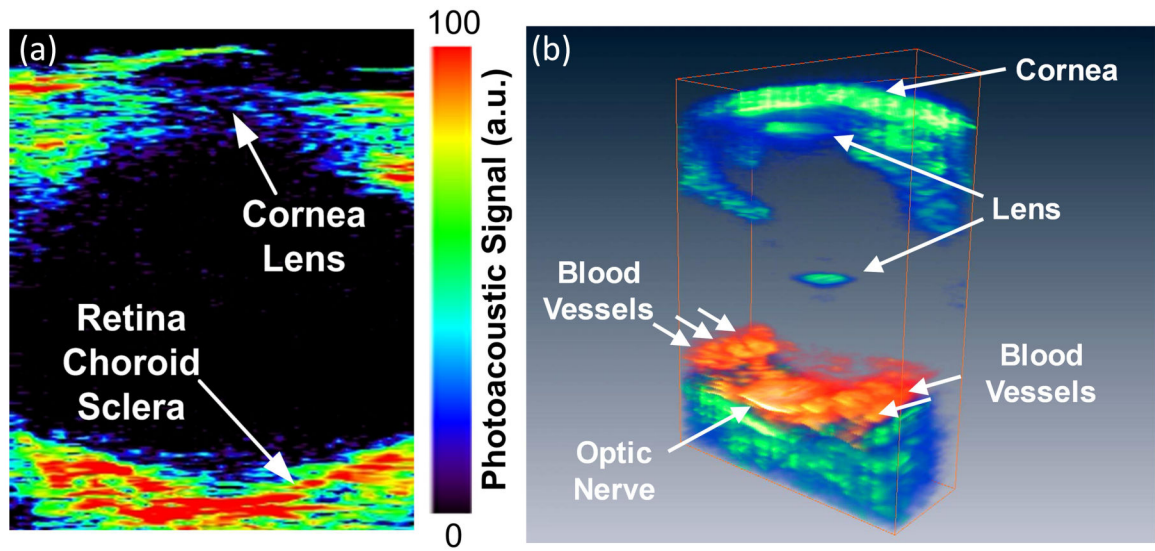 (a)
Cornea
Lens
Retina
Choroid
Sclera
100
Photoacoustic Signal (a.u.)
0
(b)
Cornea
Lens
Blood
Vessels
Blood
Vessels
Optic
Nerve